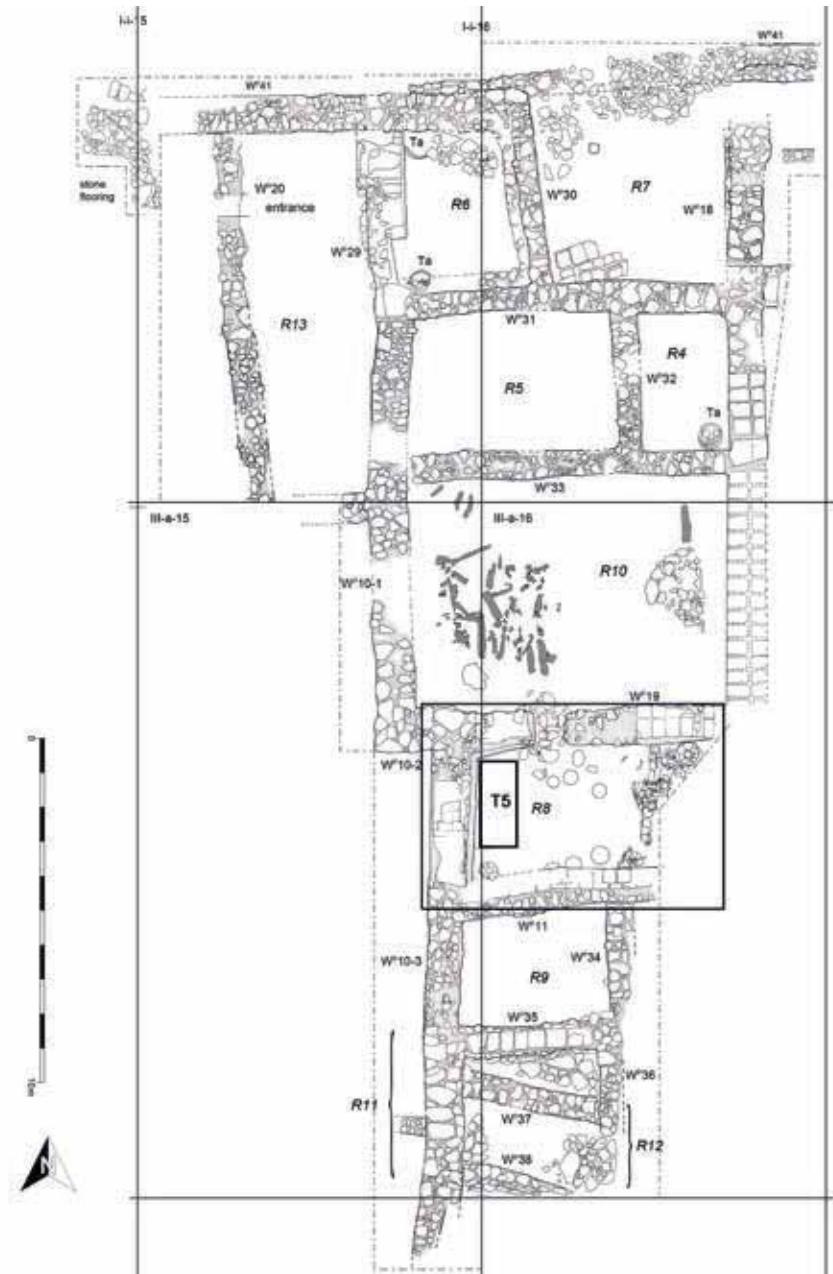 I-i-15
I-i-16
W°41
W°41
Ta
stone
flooring
W°20
entrance
R6
W°30
R7
W°18
W°29
Ta
R13
W°31
R4
W°32
R5
Ta
W°33
III-a-15
III-a-16
R10
W°10-1
W°19
0
W°10-2
T5
R8
W°11
W°10-3
W°34
R9
W°35
W°36
10m
R11
W°37
R12
W°38
N